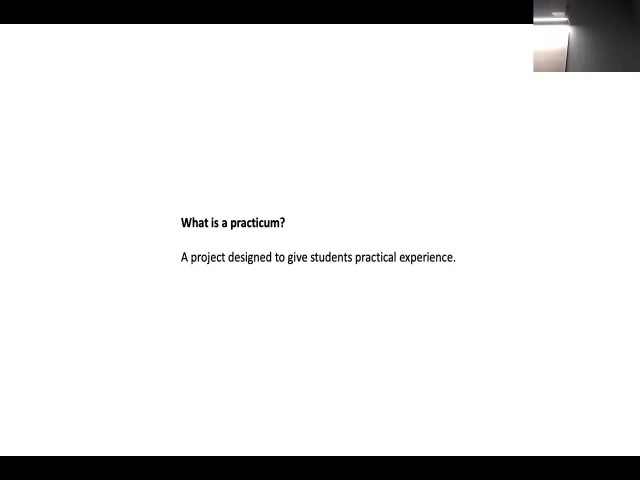 What is a practicum?
A project designed to give students practical experience.